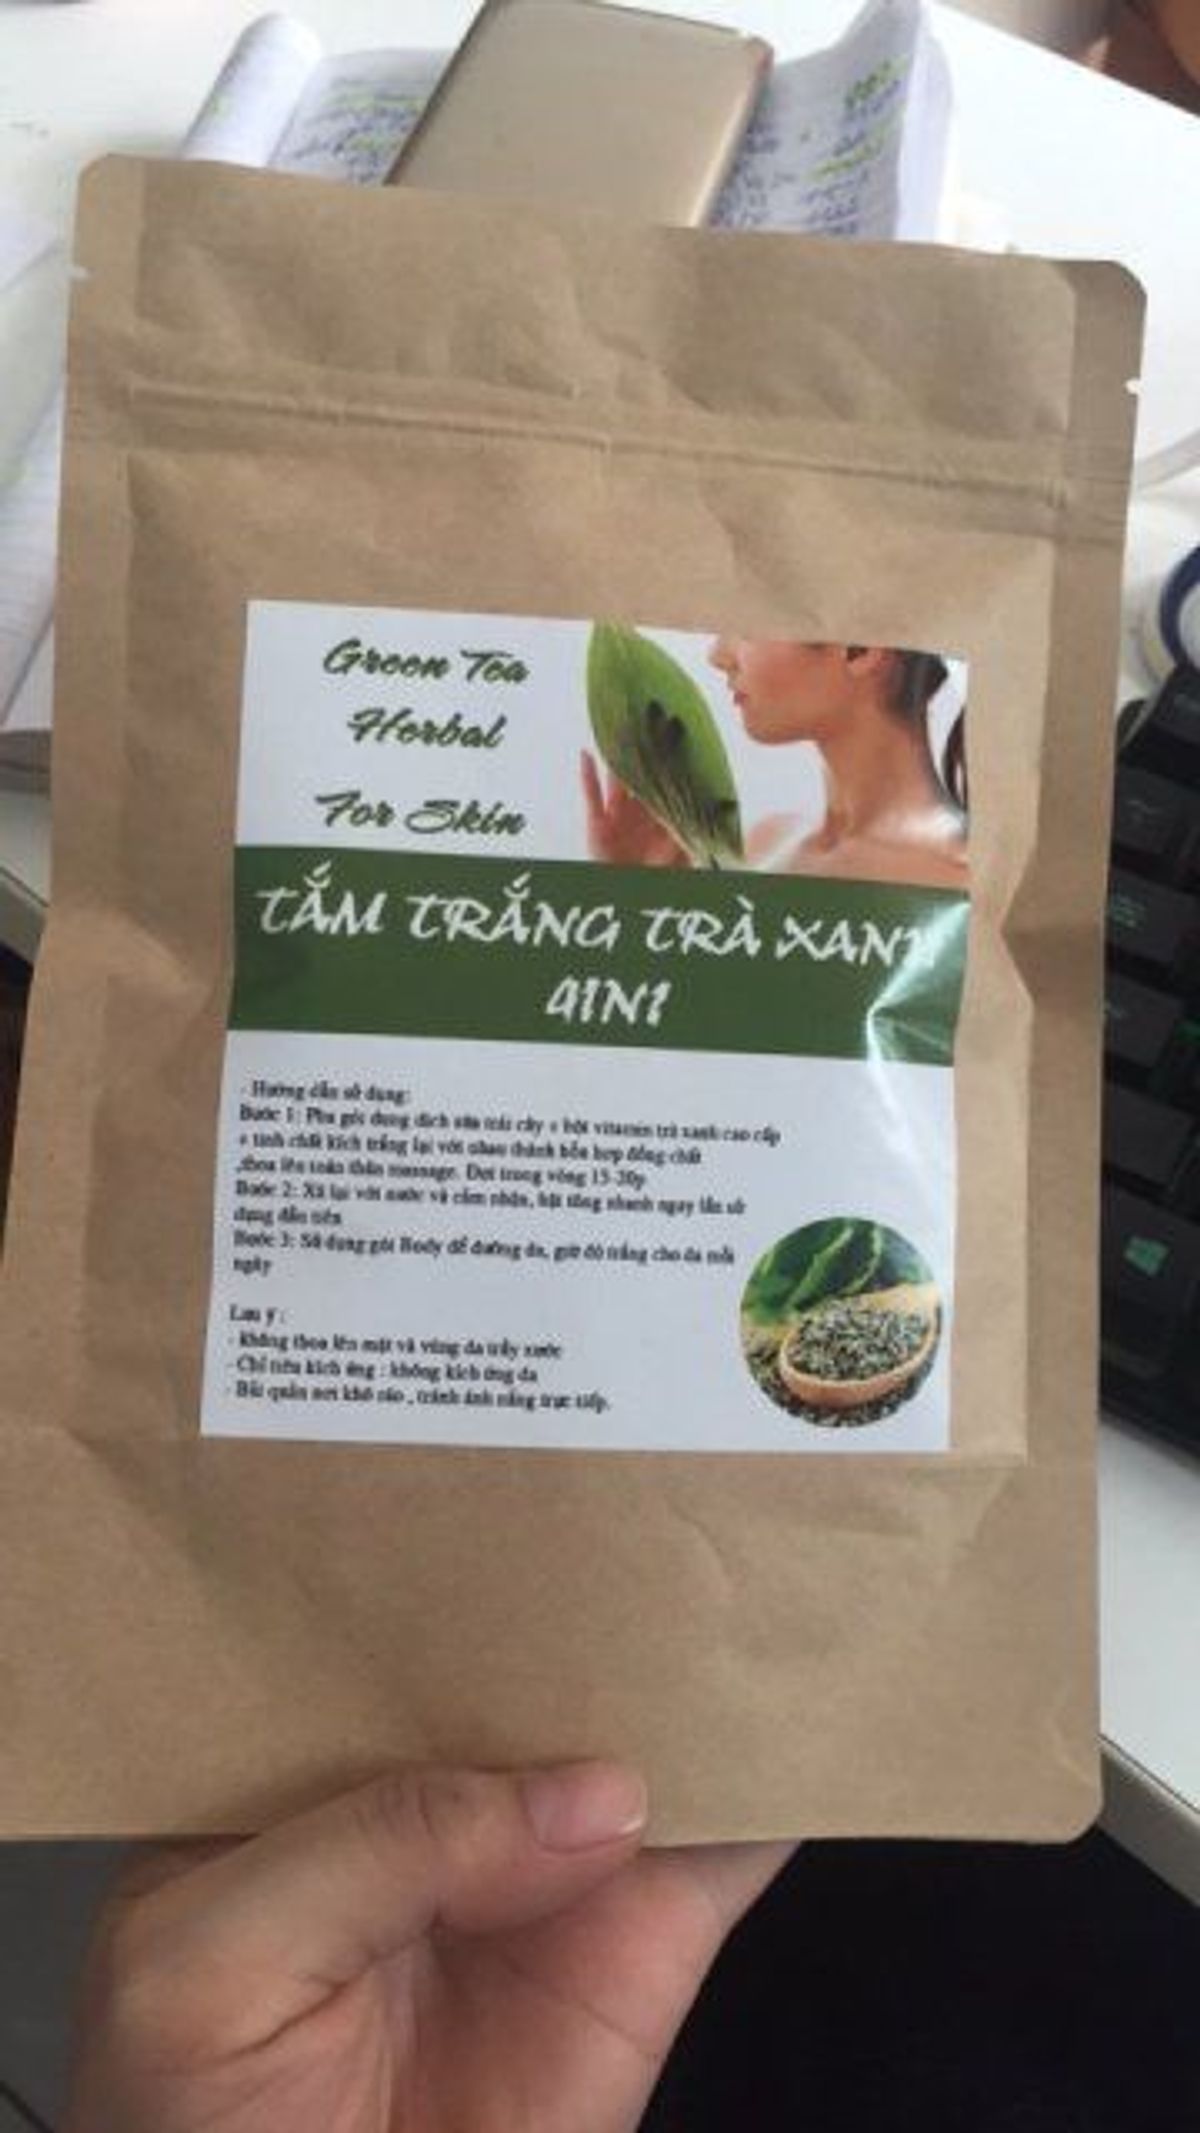 Green Tea
Herbal
For Skin
TẮM TRẮNG TRÀ XANH
4IN1
- Hướng dẫn sử dụng:
Bước 1: Pha gói dung dịch sữa trái cây + bột vitamin trà xanh cao cấp
+ tinh chất kích trắng lại với nhau thành hỗn hợp đồng chất
,thoa lên toàn thân massage. Đợi trong vòng 15-20p
Bước 2: Xả lại với nước và cảm nhận, bật tông nhanh ngay lần sử
dụng đầu tiên
Bước 3: Sử dụng gói Body để dưỡng da, giữ độ trắng cho da mỗi
ngày
Lưu ý :
- không thoa lên mặt và vùng da trầy xước
- Chỉ tiêu kích ứng : không kích ứng da
- Bảo quản nơi khô ráo , tránh ánh nắng trực tiếp.